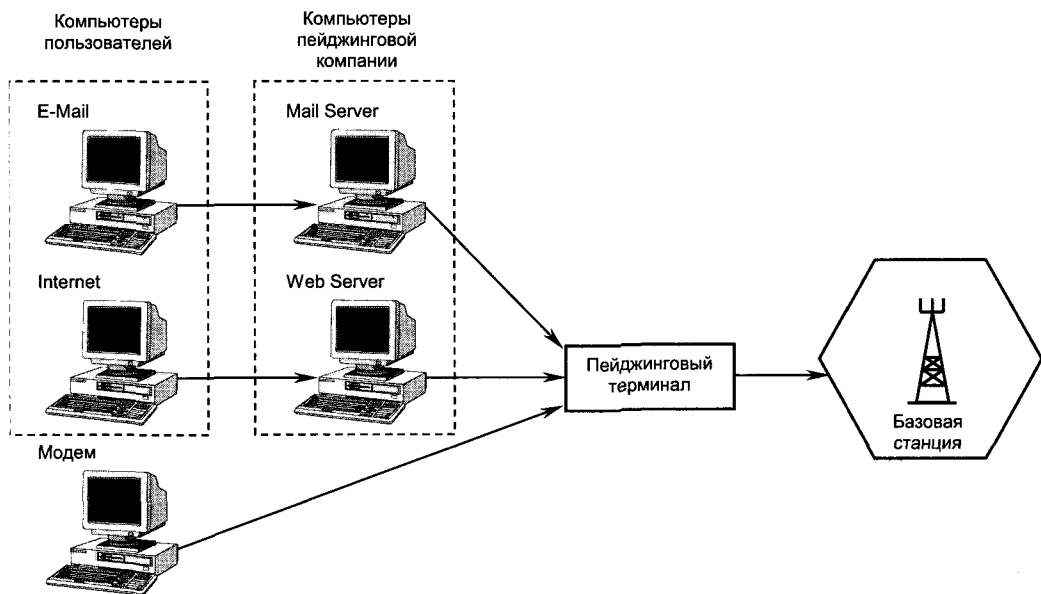 Компьютеры
пользователей
Компьютеры
пейджинговой
компании
E-Mail
Mail Server
Internet
Web Server
Модем
Пейджинговый
терминал
Базовая
станция